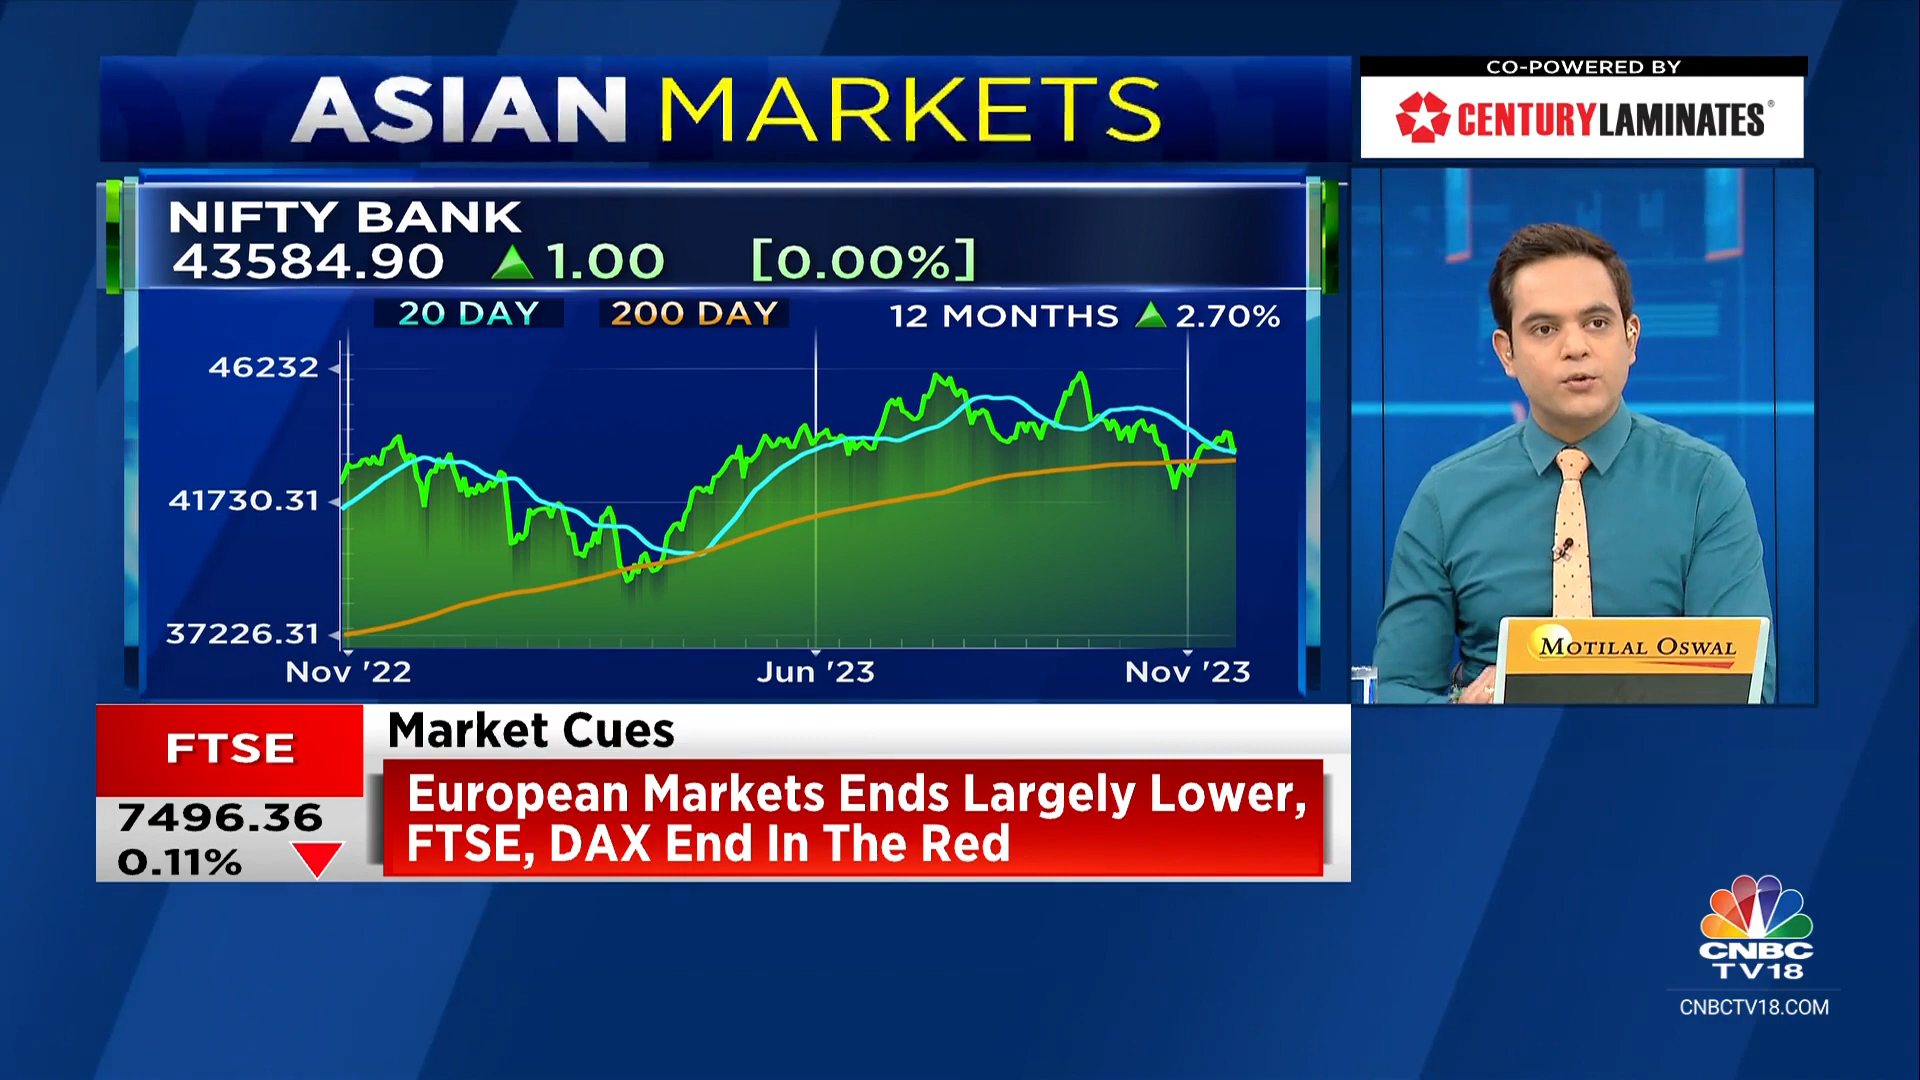 ASIAN MARKETS
CO-POWERED BY
CENTURYLAMINATES®
NIFTY BANK
43584.90 ▲ 1.00 [0.00%]
20 DAY 200 DAY 12 MONTHS ▲ 2.70%
46232
41730.31
37226.31
Nov '22 Jun '23 Nov '23
MOTILAL OSWAL
FTSE
7496.36
0.11% ▼
Market Cues
European Markets Ends Largely Lower,
FTSE, DAX End In The Red
CNBC
TV18
CNBCTV18.COM